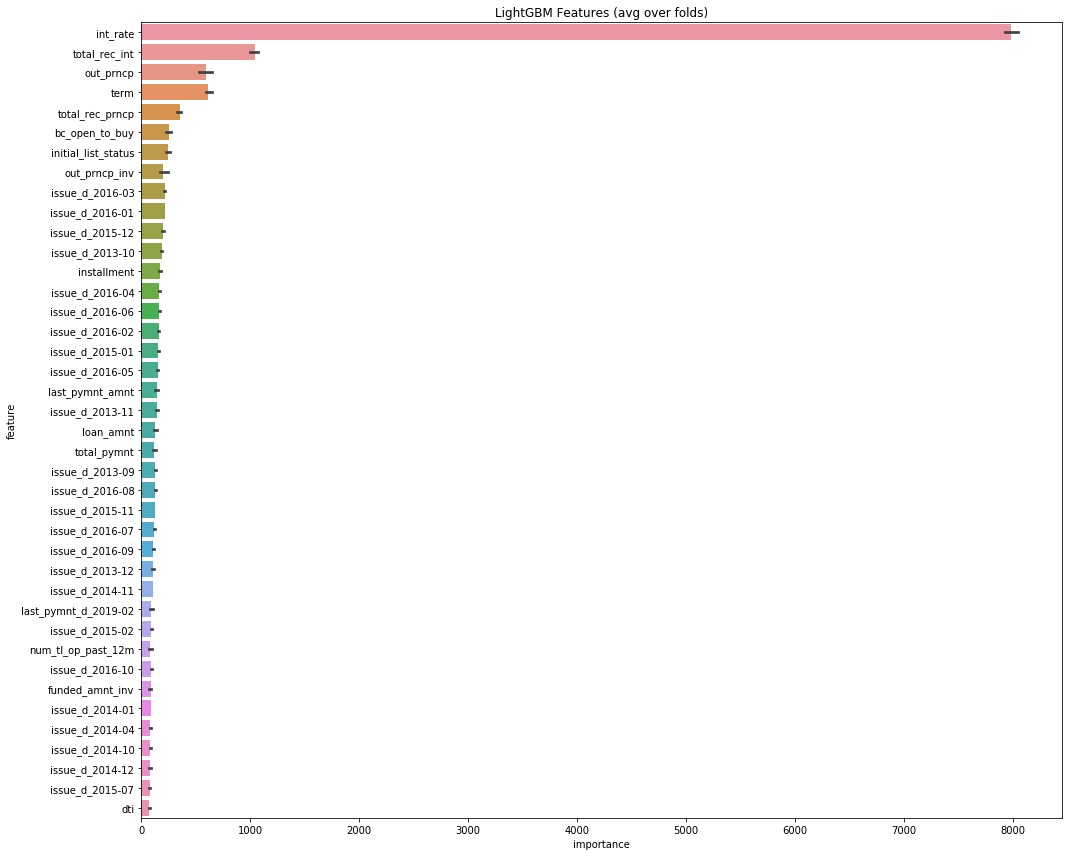 LightGBM Features (avg over folds)
int_rate
total_rec_int
out_prncp
term
total_rec_prncp
bc_open_to_buy
initial_list_status
out_prncp_inv
issue_d_2016-03
issue_d_2016-01
issue_d_2015-12
issue_d_2013-10
installment
issue_d_2016-04
issue_d_2016-06
issue_d_2016-02
issue_d_2015-01
issue_d_2016-05
last_pymnt_amnt
issue_d_2013-11
loan_amnt
total_pymnt
issue_d_2013-09
issue_d_2016-08
issue_d_2015-11
issue_d_2016-07
issue_d_2016-09
issue_d_2013-12
issue_d_2014-11
last_pymnt_d_2019-02
issue_d_2015-02
num_tl_op_past_12m
issue_d_2016-10
funded_amnt_inv
issue_d_2014-01
issue_d_2014-04
issue_d_2014-10
issue_d_2014-12
issue_d_2015-07
dti
feature
0 1000 2000 3000 4000 5000 6000 7000 8000
importance